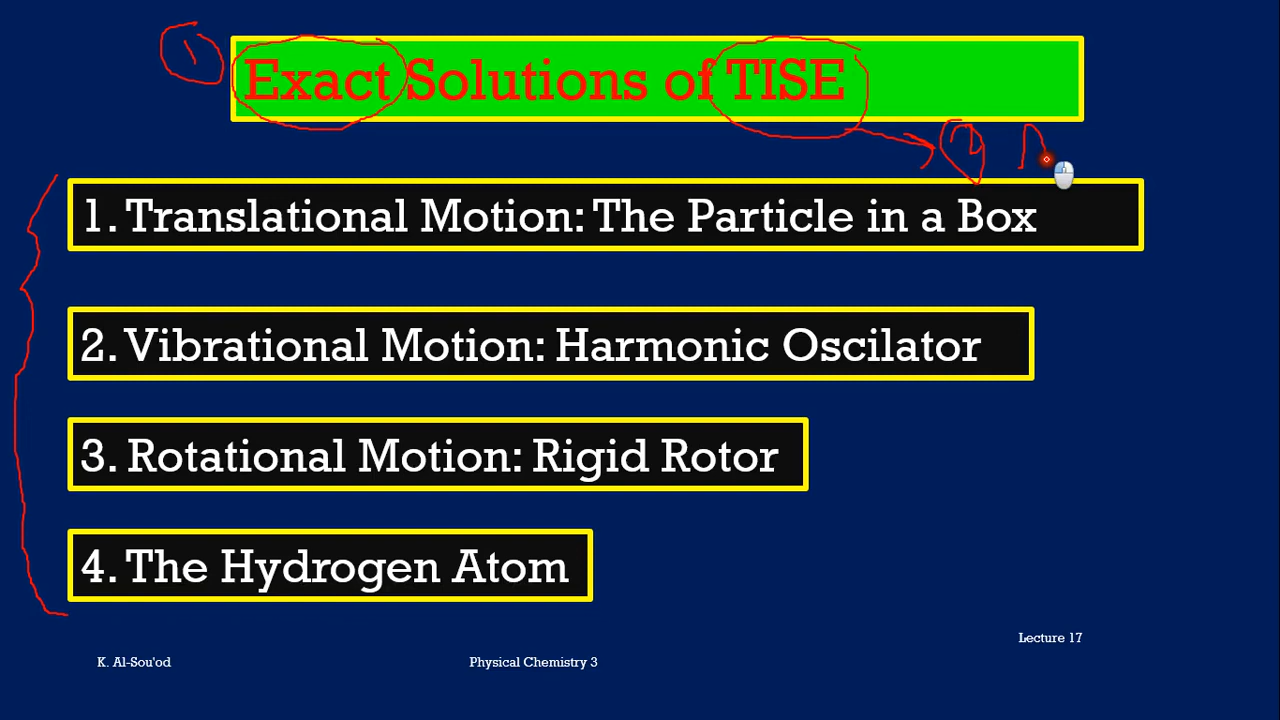 Exact Solutions of TISE
1. Translational Motion: The Particle in a Box
2. Vibrational Motion: Harmonic Oscilator
3. Rotational Motion: Rigid Rotor
4. The Hydrogen Atom
Lecture 17
K. Al-Sou'od
Physical Chemistry 3